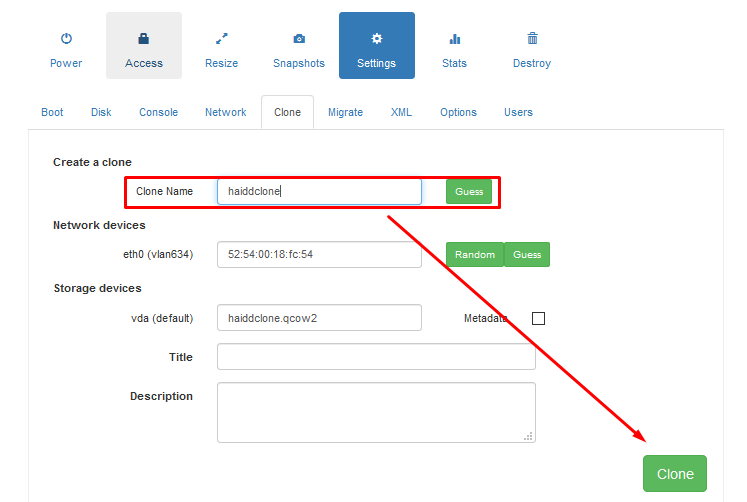 Power Access Resize Snapshots Settings Stats Destroy
Boot Disk Console Network Clone Migrate XML Options Users
Create a clone
Clone Name haiddclone Guess
Network devices
eth0 (vlan634) 52:54:00:18:fc:54 Random Guess
Storage devices
vda (default) haiddclone.qcow2 Metadata
Title
Description
Clone